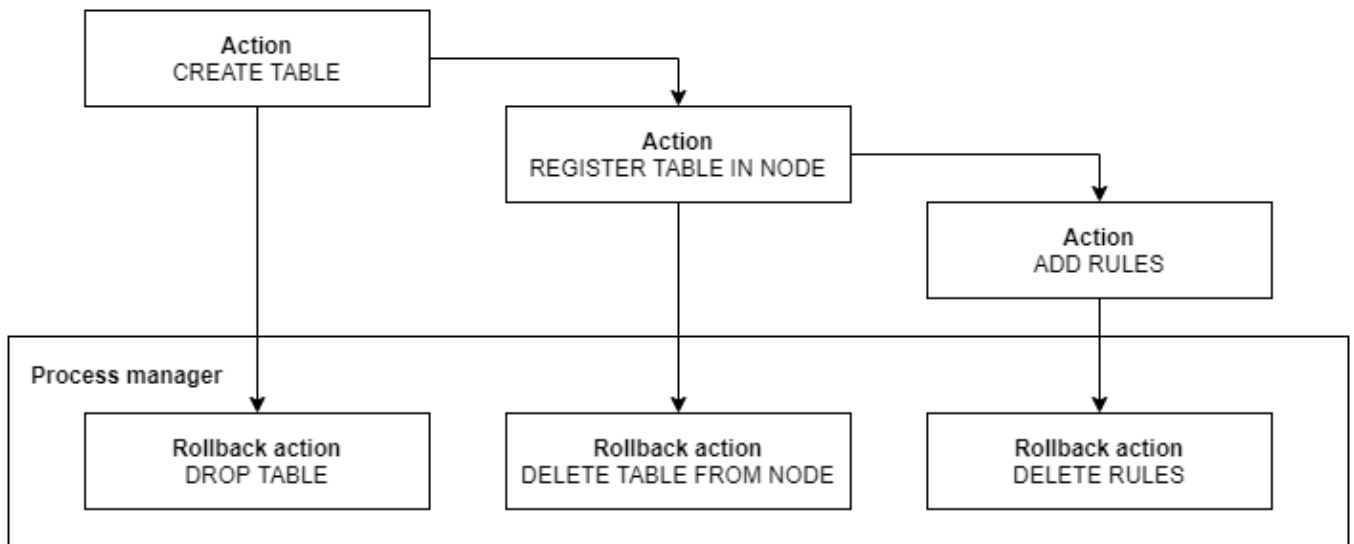 Action
CREATE TABLE
Action
REGISTER TABLE IN NODE
Action
ADD RULES
Process manager
Rollback action
DROP TABLE
Rollback action
DELETE TABLE FROM NODE
Rollback action
DELETE RULES